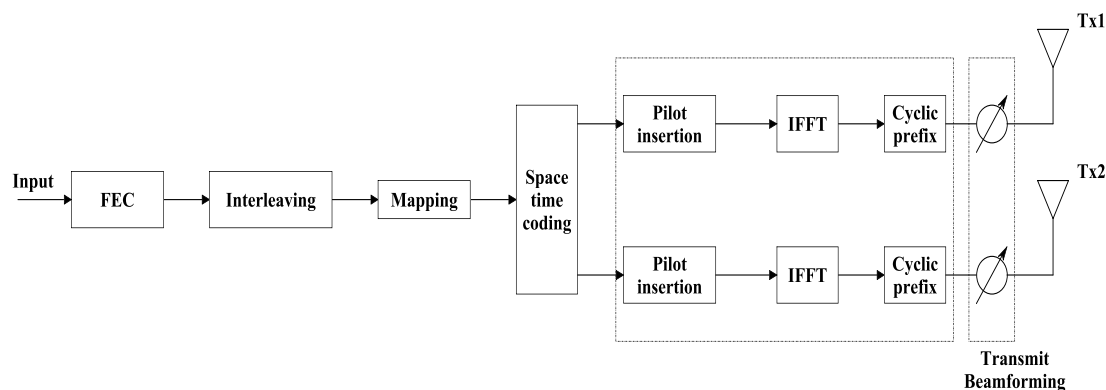 Tx1
Pilot
insertion
IFFT
Cyclic
prefix
Input
FEC
Interleaving
Mapping
Space
time
coding
Tx2
Pilot
insertion
IFFT
Cyclic
prefix
Transmit
Beamforming